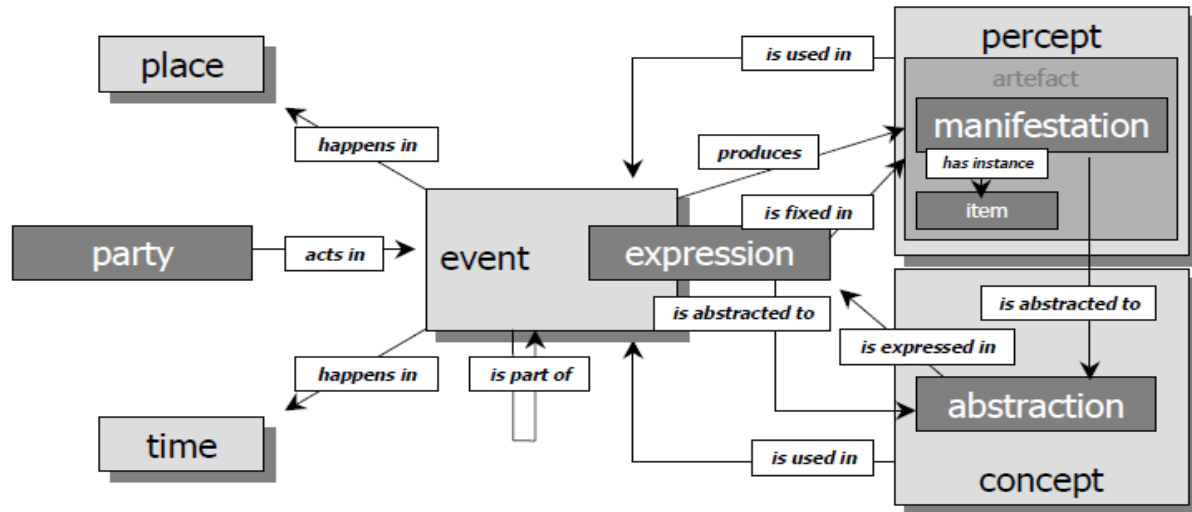 percept
place
is used in
artefact
manifestation
happens in
produces
has instance
item
is fixed in
party
acts in
event
expression
is abstracted to
is abstracted to
is expressed in
happens in
is part of
abstraction
time
is used in
concept